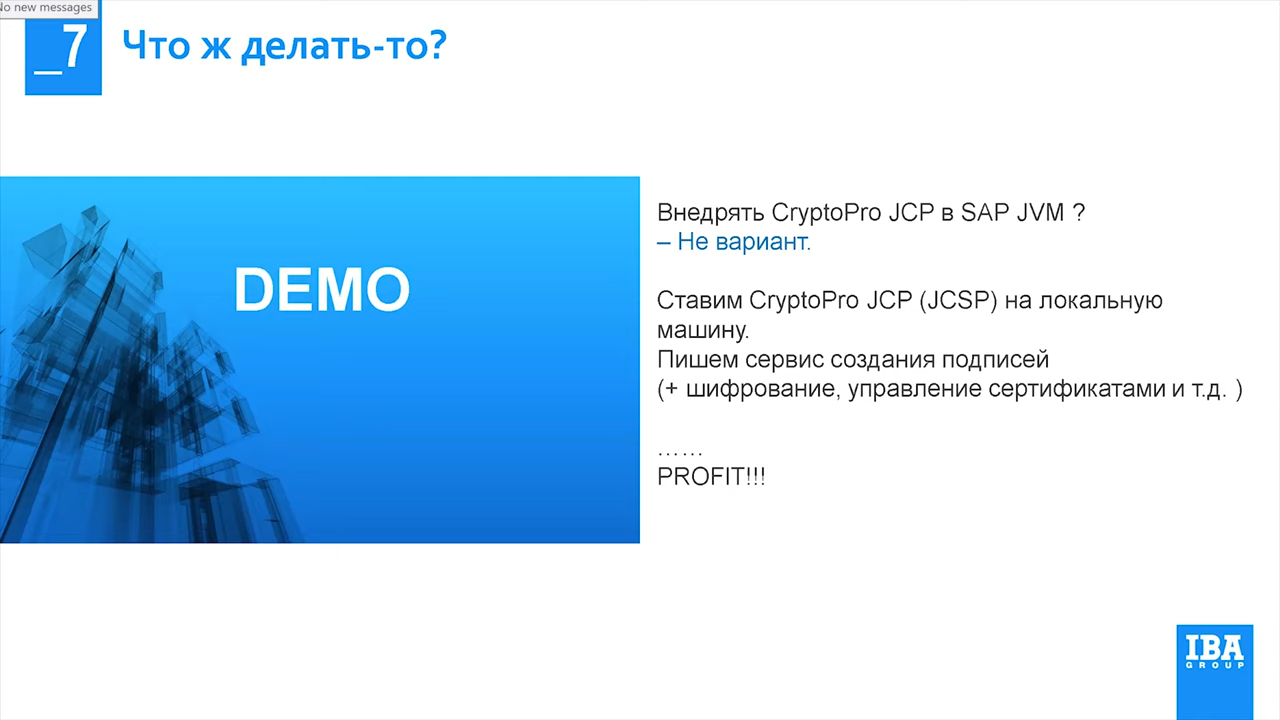 No new messages
_7
Что ж делать-то?
DEMO
Внедрять CryptoPro JCP в SAP JVM ?
– Не вариант.
Ставим CryptoPro JCP (JCSP) на локальную
машину.
Пишем сервис создания подписей
(+ шифрование, управление сертификатами и т.д. )
……
PROFIT!!!
IBA
GROUP